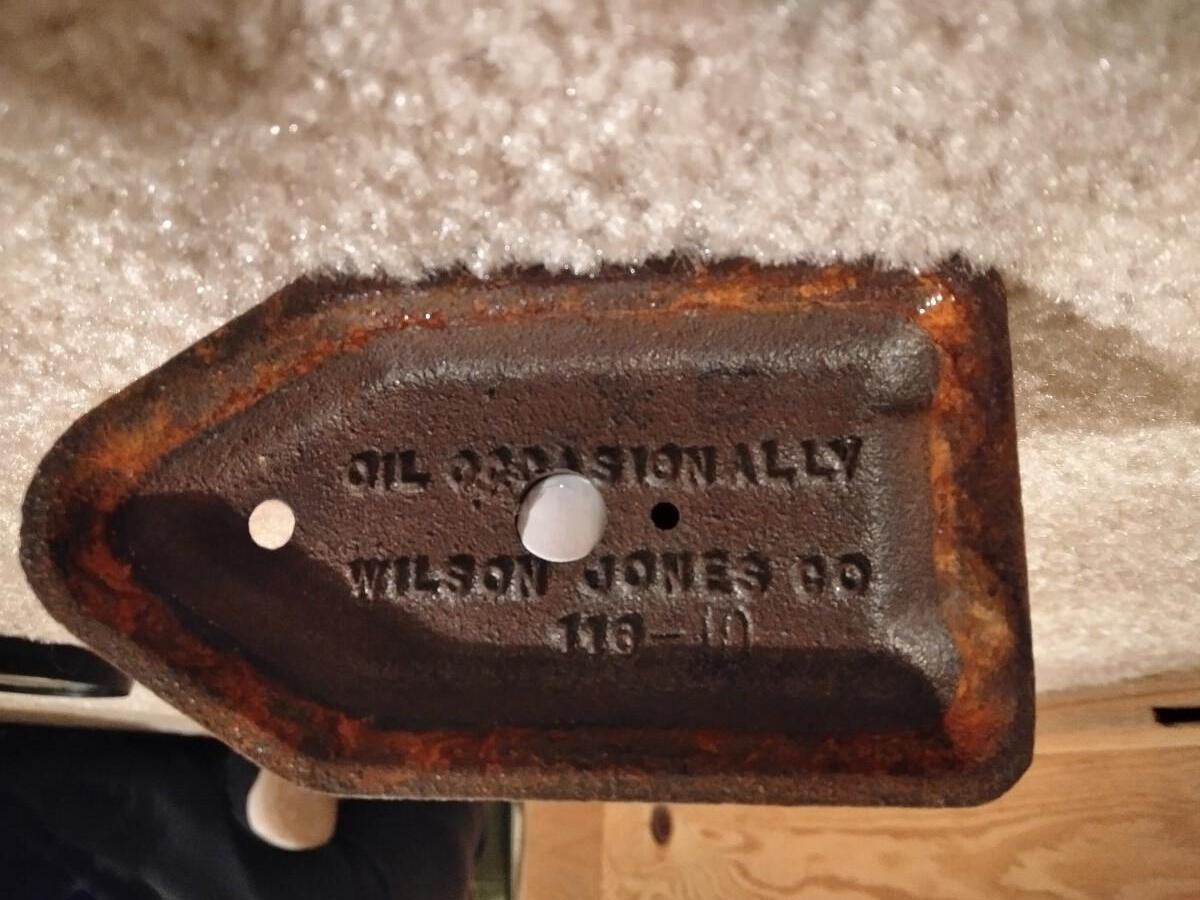 OIL OCCASIONALLY
WILSON JONES CO
116-10